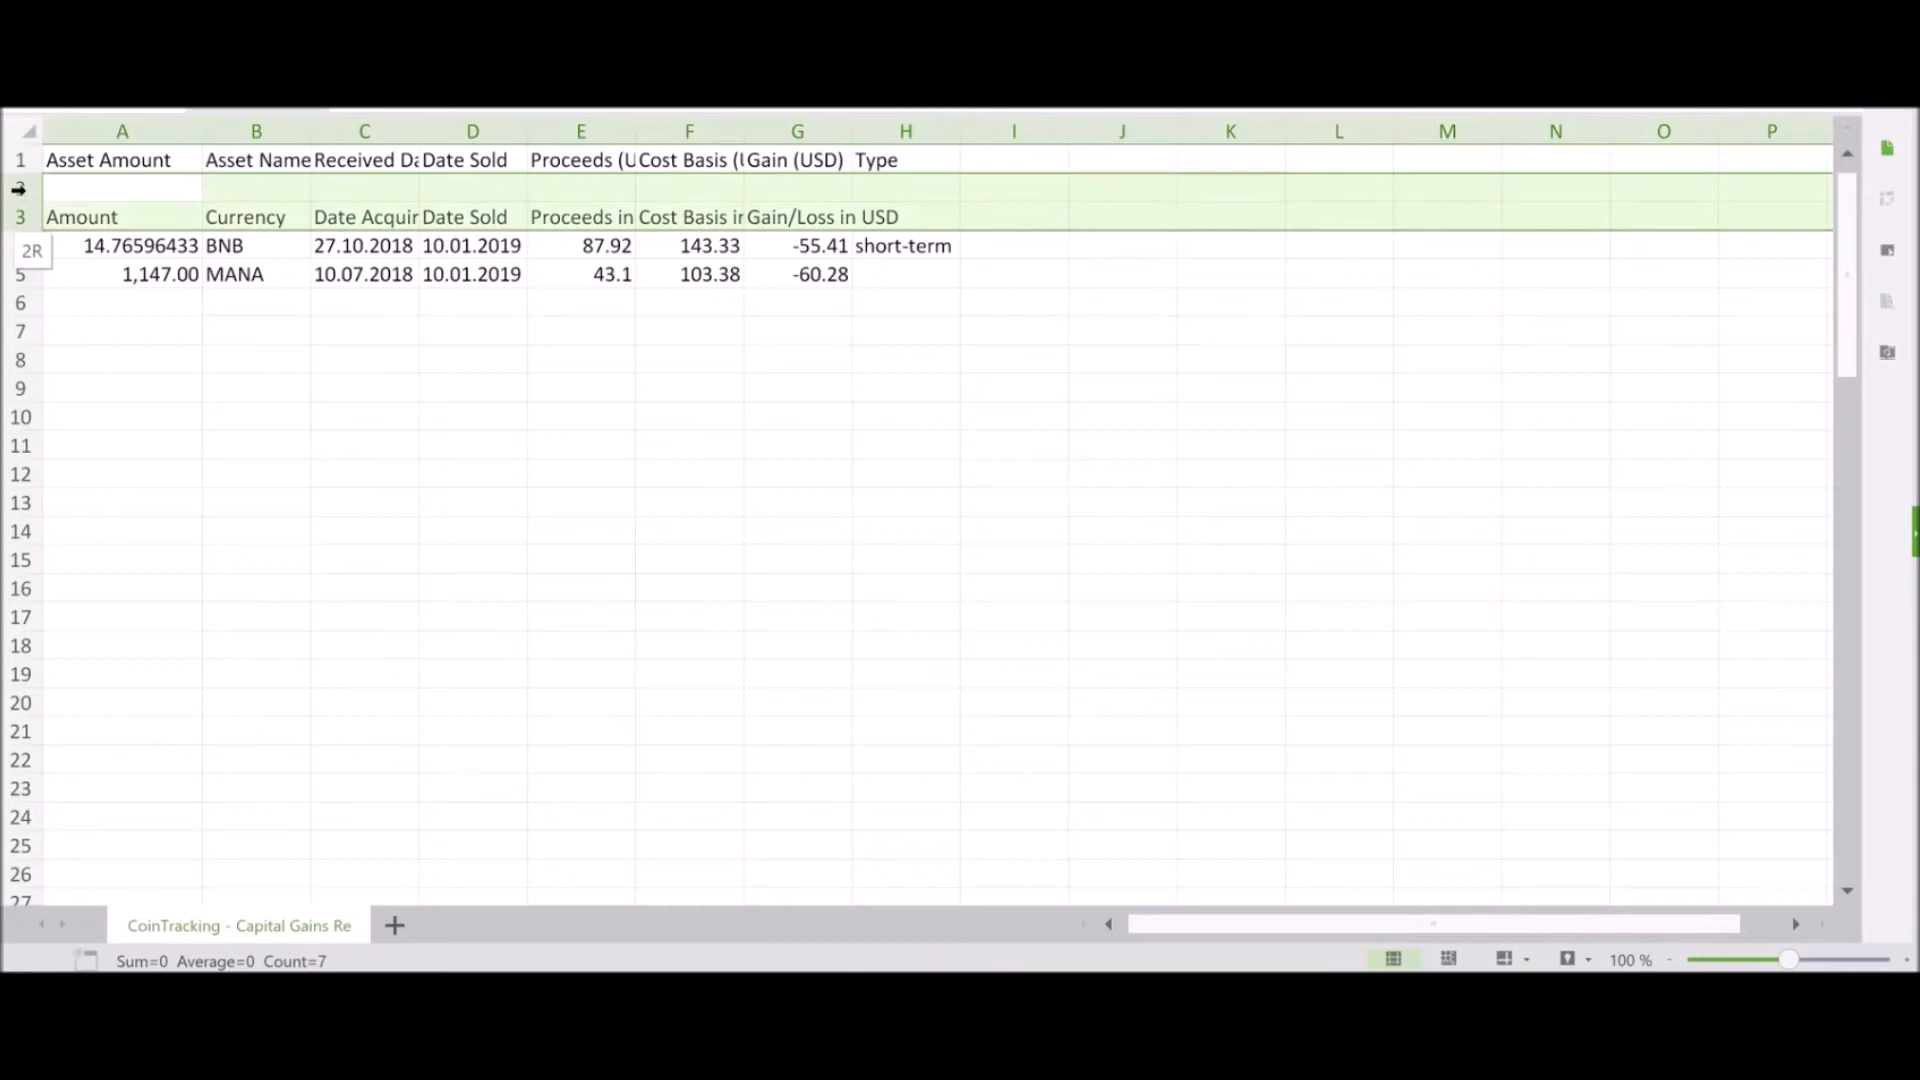 A B C D E F G H I J K L M N O P
1 Asset Amount Asset Name Received Da Date Sold Proceeds (U Cost Basis (U Gain (USD) Type
3 Amount Currency Date Acquir Date Sold Proceeds in Cost Basis in Gain/Loss in USD
14.76596433 BNB 27.10.2018 10.01.2019 87.92 143.33 -55.41 short-term
2R
5 1,147.00 MANA 10.07.2018 10.01.2019 43.1 103.38 -60.28
6
7
8
9
10
11
12
13
14
15
16
17
18
19
20
21
22
23
24
25
26
27
CoinTracking - Capital Gains Re
Sum=0 Average=0 Count=7 100 %